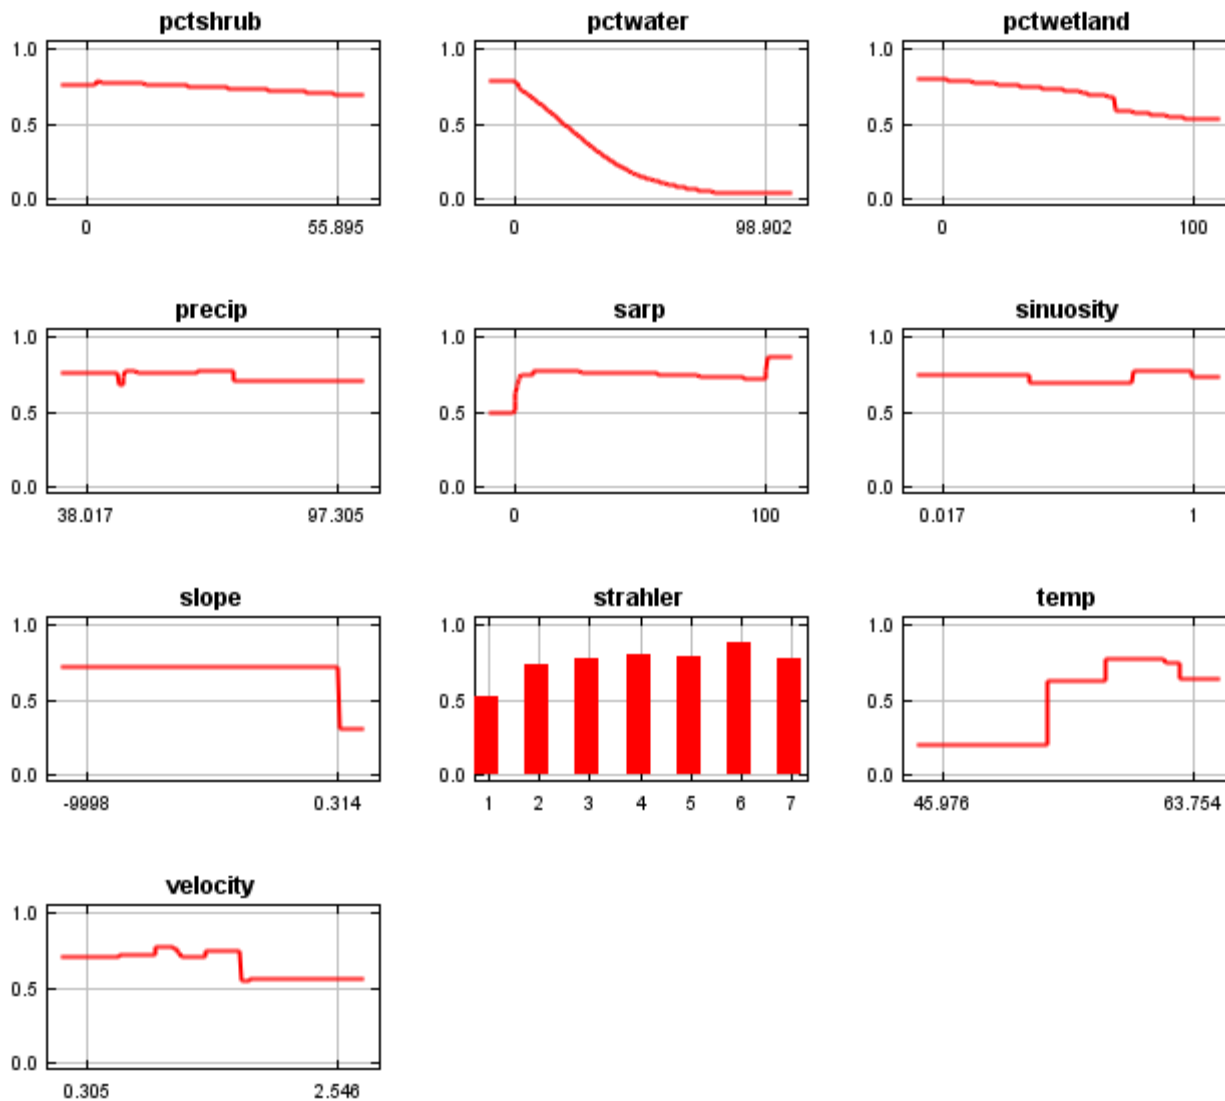 pctshrub pctwater pctwetland
1.0 1.0 1.0
0.5 0.5 0.5
0.0 0.0 0.0
0 55.895 0 98.902 0 100
precip sarp sinuosity
1.0 1.0 1.0
0.5 0.5 0.5
0.0 0.0 0.0
38.017 97.305 0 100 0.017 1
slope strahler temp
1.0 1.0 1.0
0.5 0.5 0.5
0.0 0.0 0.0
-9998 0.314 1 2 3 4 5 6 7 45.976 63.754
velocity
1.0
0.5
0.0
0.305 2.546